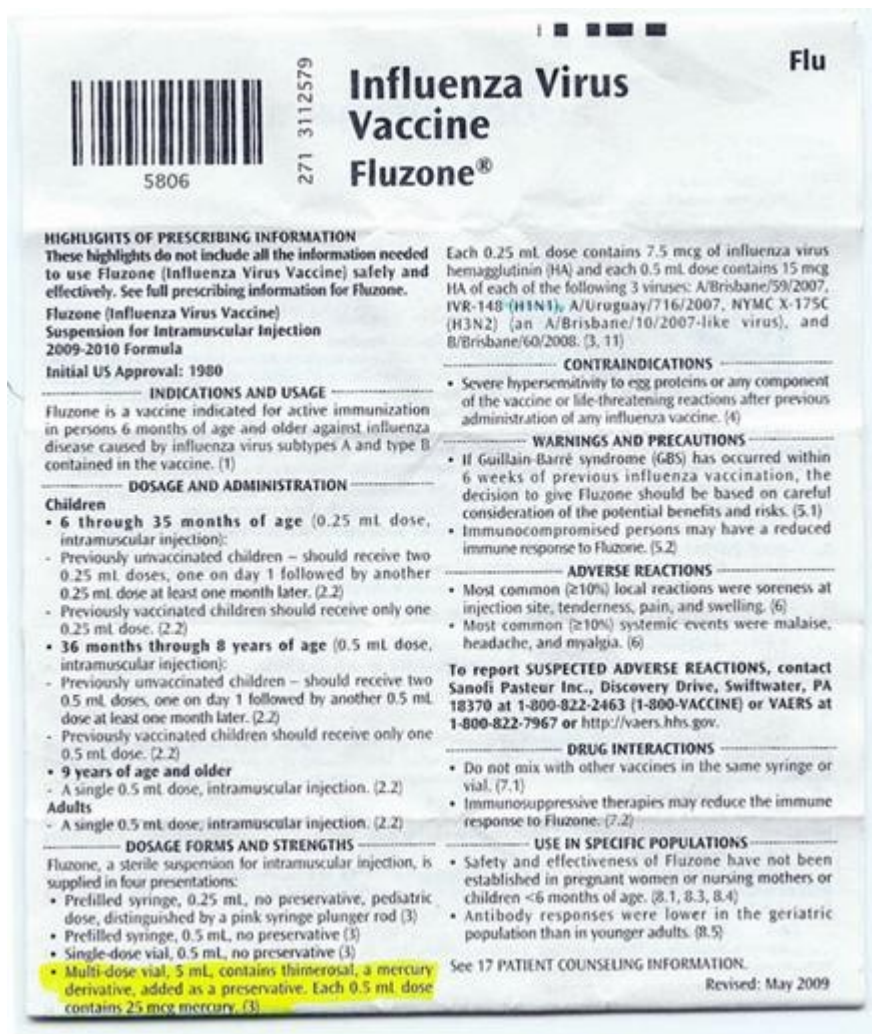 Flu
Influenza Virus
Vaccine
Fluzone®
5806
271 3112579
HIGHLIGHTS OF PRESCRIBING INFORMATION
These highlights do not include all the information needed
to use Fluzone (Influenza Virus Vaccine) safely and
effectively. See full prescribing information for Fluzone.
Fluzone (Influenza Virus Vaccine)
Suspension for Intramuscular Injection
2009-2010 Formula
Initial US Approval: 1980
INDICATIONS AND USAGE
Fluzone is a vaccine indicated for active immunization
in persons 6 months of age and older against influenza
disease caused by influenza virus subtypes A and type B
contained in the vaccine. (1)
DOSAGE AND ADMINISTRATION
Children
• 6 through 35 months of age (0.25 mL dose,
intramuscular injection):
- Previously unvaccinated children – should receive two
0.25 mL doses, one on day 1 followed by another
0.25 mL dose at least one month later. (2.2)
- Previously vaccinated children should receive only one
0.25 mL dose. (2.2)
• 36 months through 8 years of age (0.5 mL dose,
intramuscular injection):
- Previously unvaccinated children – should receive two
0.5 mL doses, one on day 1 followed by another 0.5 mL
dose at least one month later. (2.2)
- Previously vaccinated children should receive only one
0.5 mL dose. (2.2)
• 9 years of age and older
- A single 0.5 mL dose, intramuscular injection. (2.2)
Adults
- A single 0.5 mL dose, intramuscular injection. (2.2)
DOSAGE FORMS AND STRENGTHS
Fluzone, a sterile suspension for intramuscular injection, is
supplied in four presentations:
• Prefilled syringe, 0.25 mL, no preservative, pediatric
dose, distinguished by a pink syringe plunger rod (3)
• Prefilled syringe, 0.5 mL, no preservative (3)
• Single-dose vial, 0.5 mL, no preservative (3)
• Multi-dose vial, 5 mL, contains thimerosal, a mercury
derivative, added as a preservative. Each 0.5 mL dose
contains 25 mcg mercury. (3)
Each 0.25 mL dose contains 7.5 mcg of influenza virus
hemagglutinin (HA) and each 0.5 mL dose contains 15 mcg
HA of each of the following 3 viruses: A/Brisbane/59/2007,
IVR-148 (H1N1), A/Uruguay/716/2007, NYMC X-175C
(H3N2) (an A/Brisbane/10/2007-like virus), and
B/Brisbane/60/2008. (3, 11)
CONTRAINDICATIONS
• Severe hypersensitivity to egg proteins or any component
of the vaccine or life-threatening reactions after previous
administration of any influenza vaccine. (4)
WARNINGS AND PRECAUTIONS
• If Guillain-Barré syndrome (GBS) has occurred within
6 weeks of previous influenza vaccination, the
decision to give Fluzone should be based on careful
consideration of the potential benefits and risks. (5.1)
• Immunocompromised persons may have a reduced
immune response to Fluzone. (5.2)
ADVERSE REACTIONS
• Most common (≥10%) local reactions were soreness at
injection site, tenderness, pain, and swelling. (6)
• Most common (≥10%) systemic events were malaise,
headache, and myalgia. (6)
To report SUSPECTED ADVERSE REACTIONS, contact
Sanofi Pasteur Inc., Discovery Drive, Swiftwater, PA
18370 at 1-800-822-2463 (1-800-VACCINE) or VAERS at
1-800-822-7967 or http://vaers.hhs.gov.
DRUG INTERACTIONS
• Do not mix with other vaccines in the same syringe or
vial. (7.1)
• Immunosuppressive therapies may reduce the immune
response to Fluzone. (7.2)
USE IN SPECIFIC POPULATIONS
• Safety and effectiveness of Fluzone have not been
established in pregnant women or nursing mothers or
children <6 months of age. (8.1, 8.3, 8.4)
• Antibody responses were lower in the geriatric
population than in younger adults. (8.5)
See 17 PATIENT COUNSELING INFORMATION.
Revised: May 2009